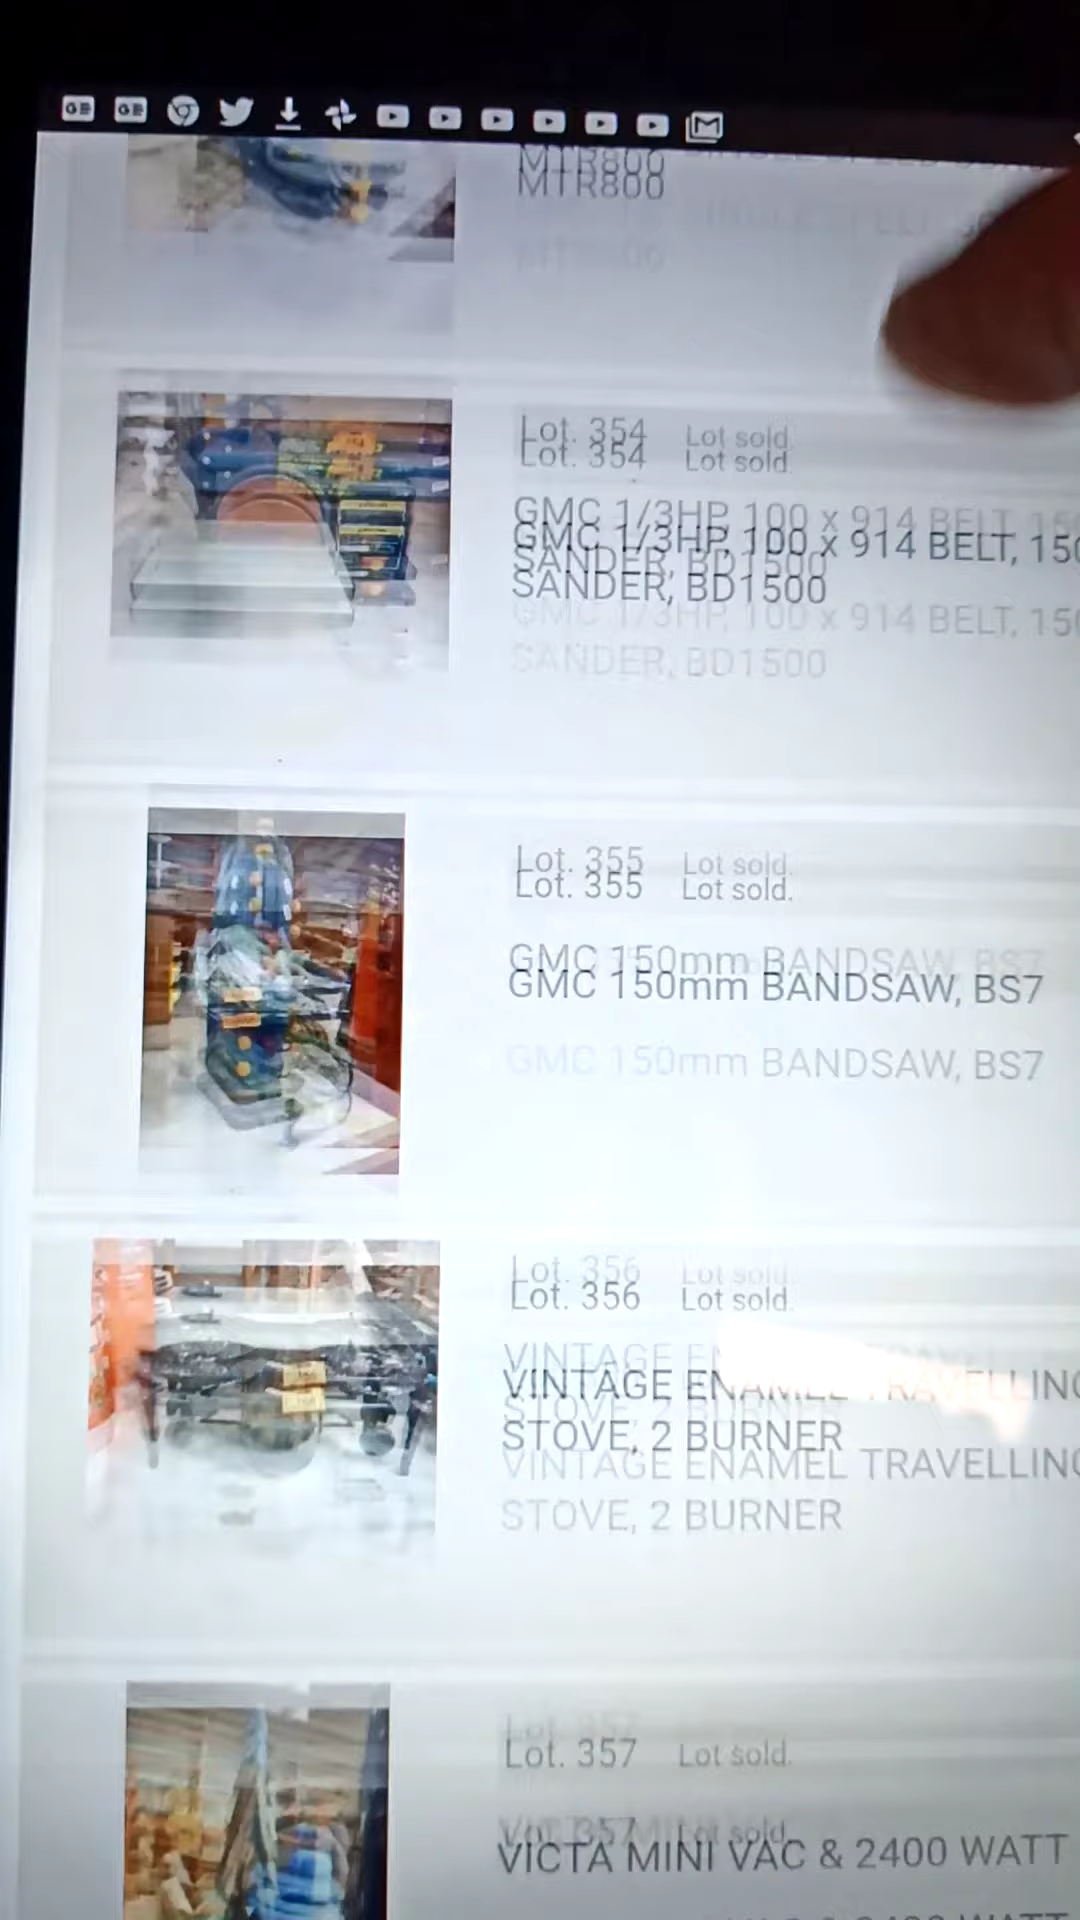 MTR800
Lot. 354 Lot sold.
GMC 1/3HP, 100 x 914 BELT, 150
SANDER, BD1500
Lot. 355 Lot sold.
GMC 150mm BANDSAW, BS7
Lot. 356 Lot sold.
VINTAGE ENAMEL TRAVELLING
STOVE, 2 BURNER
Lot. 357 Lot sold.
VICTA MINI VAC & 2400 WATT